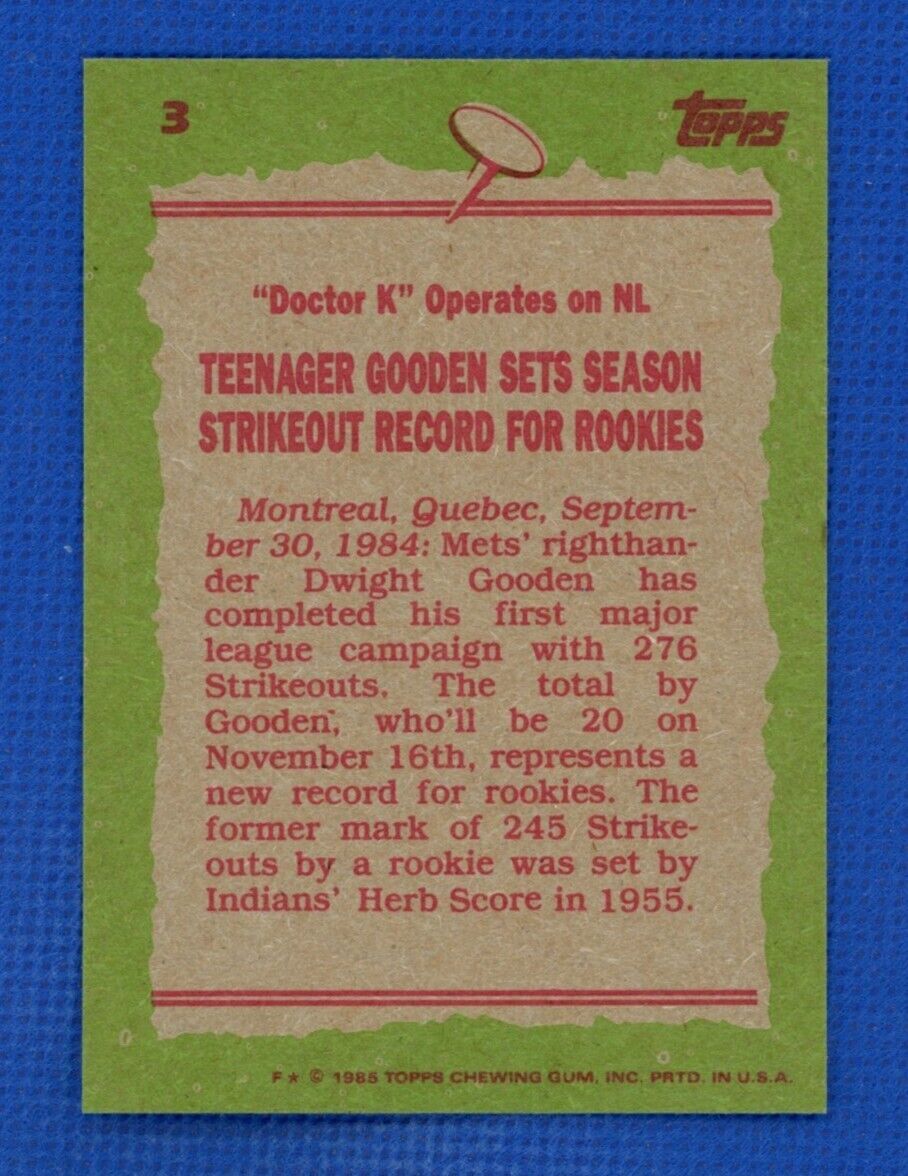 3
topps
“Doctor K” Operates on NL
TEENAGER GOODEN SETS SEASON
STRIKEOUT RECORD FOR ROOKIES
Montreal, Quebec, Septem-
ber 30, 1984: Mets’ righthan-
der Dwight Gooden has
completed his first major
league campaign with 276
Strikeouts. The total by
Gooden, who’ll be 20 on
November 16th, represents a
new record for rookies. The
former mark of 245 Strike-
outs by a rookie was set by
Indians’ Herb Score in 1955.
F★ © 1985 TOPPS CHEWING GUM, INC. PRTD. IN U.S.A.